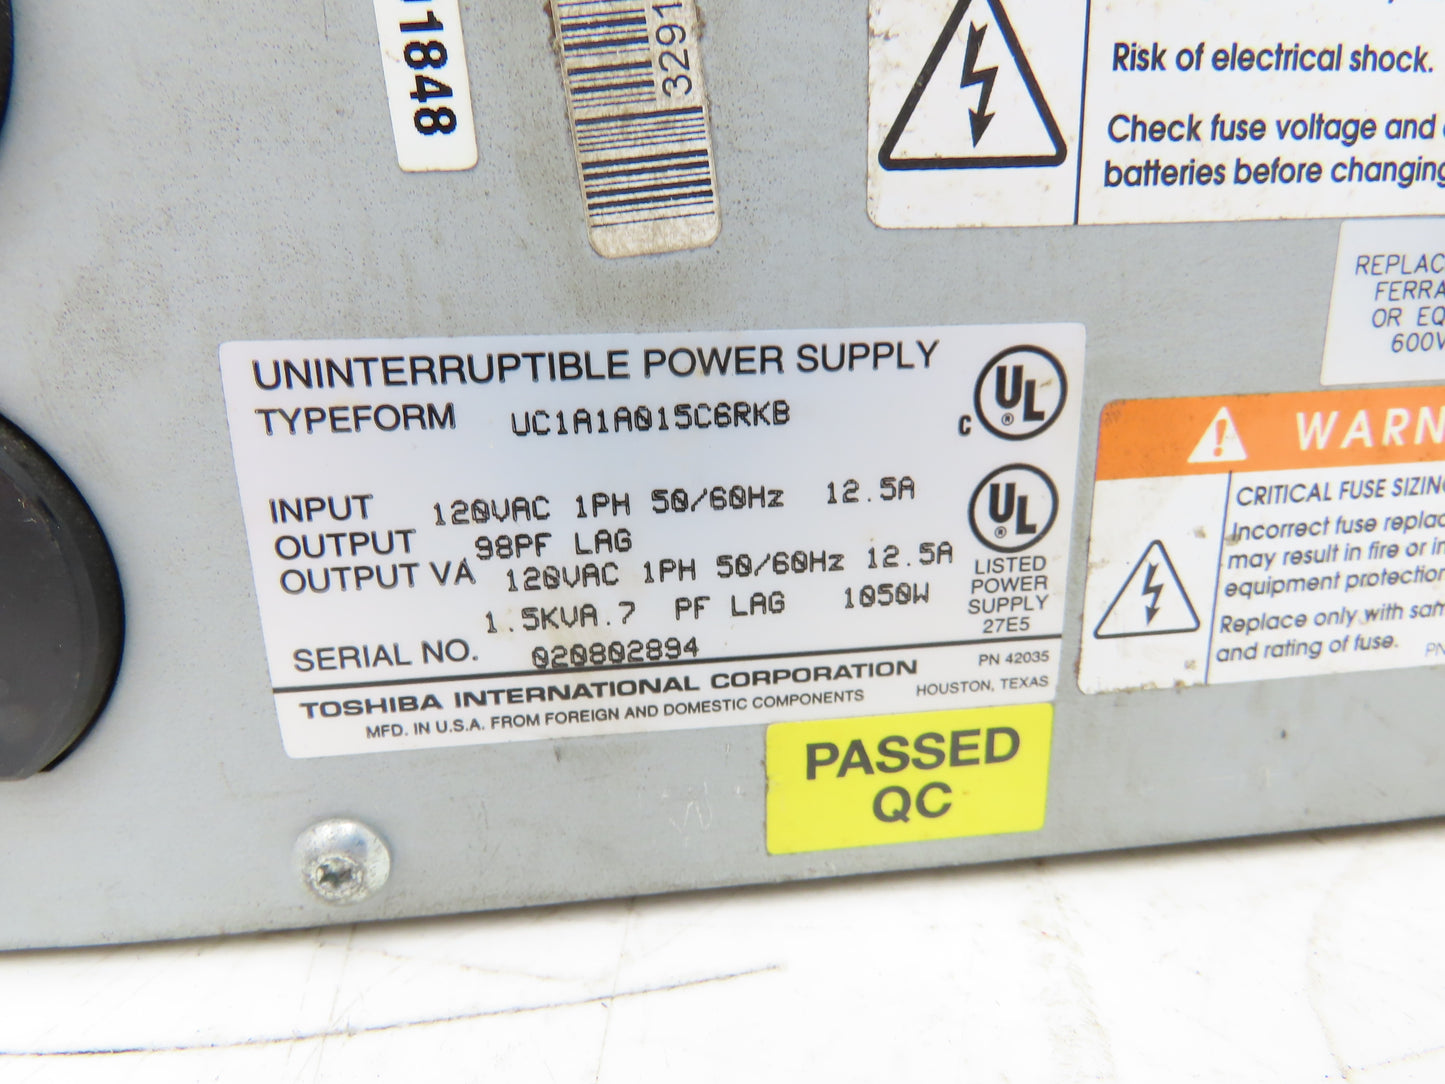 1848
3291
Risk of electrical shock.
Check fuse voltage and
batteries before changing
REPLAC
FERRA
OR EQ
600V
UNINTERRUPTIBLE POWER SUPPLY
TYPEFORM UC1A1A015C6RKB
C UL ®
INPUT 120VAC 1PH 50/60Hz 12.5A
OUTPUT 98PF LAG
OUTPUT VA 120VAC 1PH 50/60Hz 12.5A
1.5KVA.7 PF LAG 1050W
SERIAL NO. 020802894
UL ®
LISTED
POWER
SUPPLY
27E5
PN 42035
TOSHIBA INTERNATIONAL CORPORATION
HOUSTON, TEXAS
MFD. IN U.S.A. FROM FOREIGN AND DOMESTIC COMPONENTS
PASSED
QC
WARN
CRITICAL FUSE SIZING
Incorrect fuse replac
may result in fire or in
equipment protection
Replace only with sam
and rating of fuse. PN